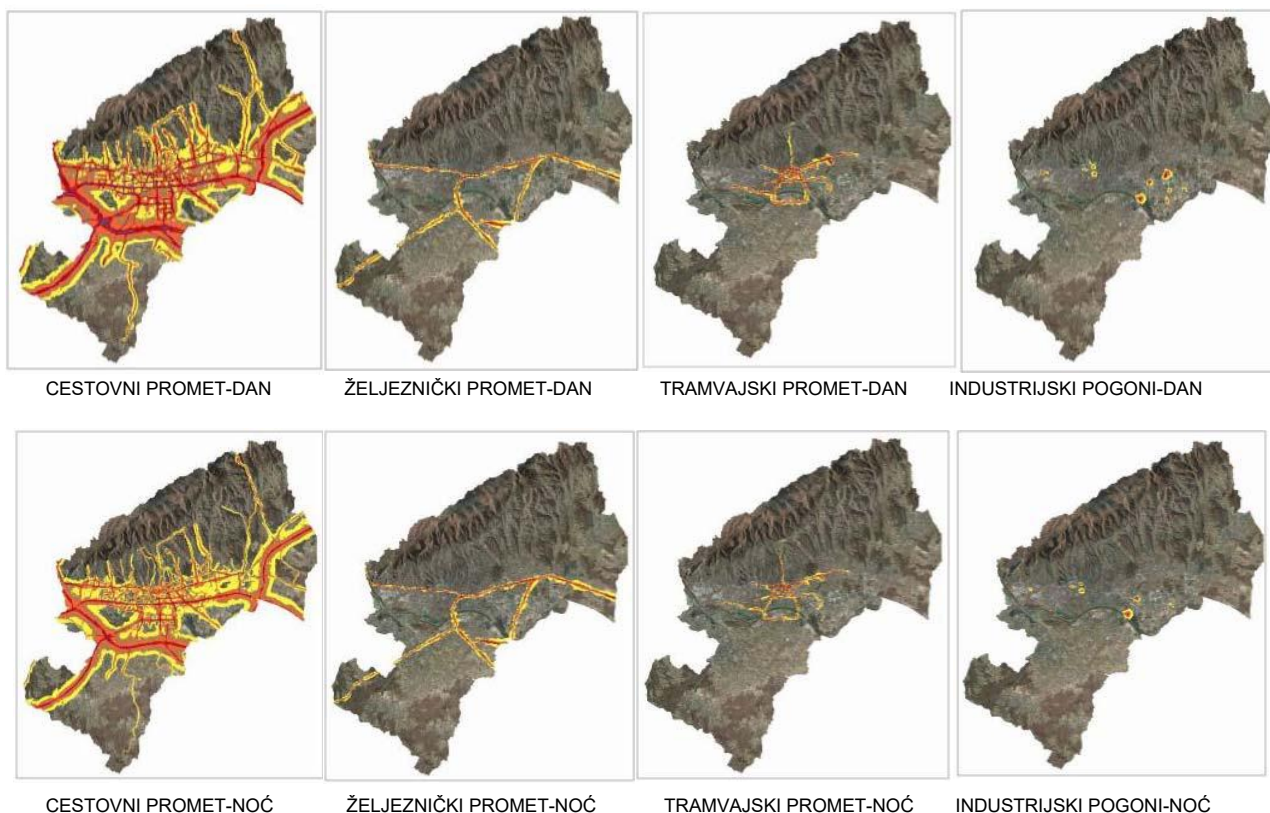 CESTOVNI PROMET-DAN ŽELJEZNIČKI PROMET-DAN TRAMVAJSKI PROMET-DAN INDUSTRIJSKI POGONI-DAN
CESTOVNI PROMET-NOĆ ŽELJEZNIČKI PROMET-NOĆ TRAMVAJSKI PROMET-NOĆ INDUSTRIJSKI POGONI-NOĆ